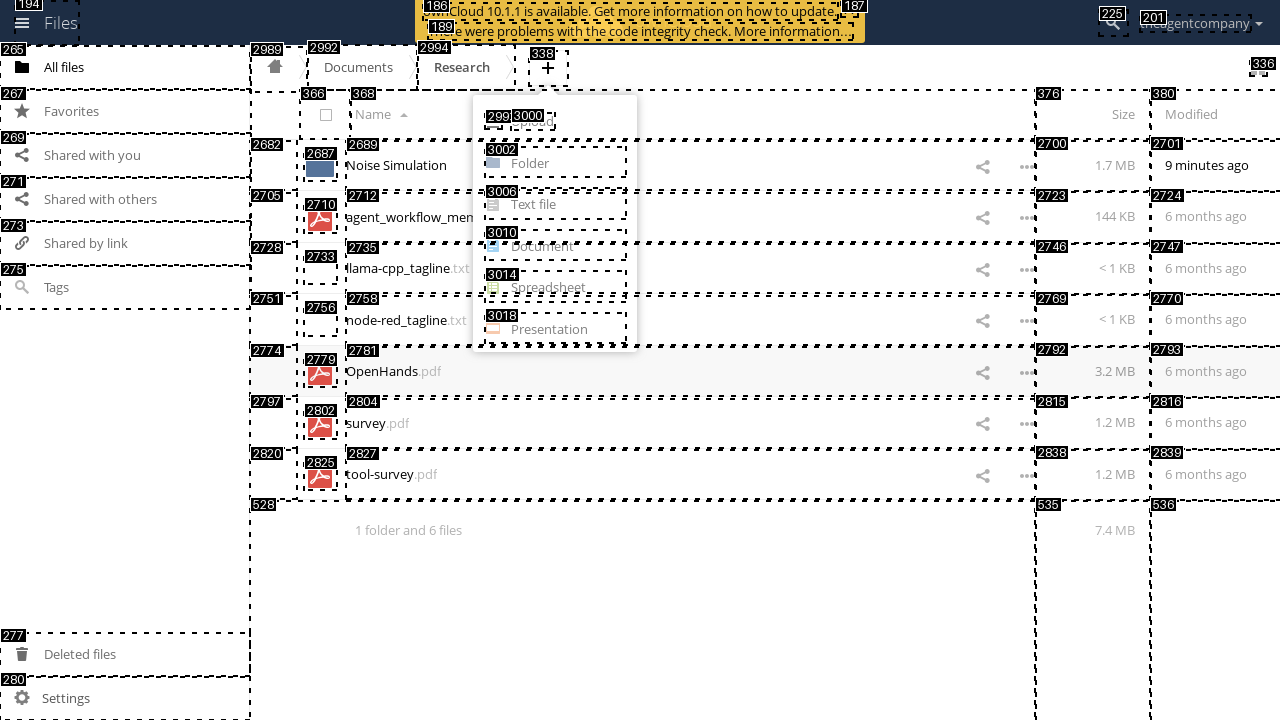 194
Files
186
ownCloud 10.1.1 is available. Get more information on how to update.
187
189
There were problems with the code integrity check. More information…
225
201
theagentcompany
265
All files
267
Favorites
269
Shared with you
271
Shared with others
273
Shared by link
275
Tags
277
Deleted files
280
Settings
2989
2992
Documents
2994
Research
338
+
336
366
368
Name
376
Size
380
Modified
299
3000
Upload
3002
Folder
3006
Text file
3010
Document
3014
Spreadsheet
3018
Presentation
2682
2687
2689
Noise Simulation
2700
1.7 MB
2701
9 minutes ago
2705
2710
2712
agent_workflow_mem
2723
144 KB
2724
6 months ago
2728
2733
2735
llama-cpp_tagline.txt
2746
< 1 KB
2747
6 months ago
2751
2756
2758
node-red_tagline.txt
2769
< 1 KB
2770
6 months ago
2774
2779
2781
OpenHands.pdf
2792
3.2 MB
2793
6 months ago
2797
2802
2804
survey.pdf
2815
1.2 MB
2816
6 months ago
2820
2825
2827
tool-survey.pdf
2838
1.2 MB
2839
6 months ago
528
1 folder and 6 files
535
7.4 MB
536